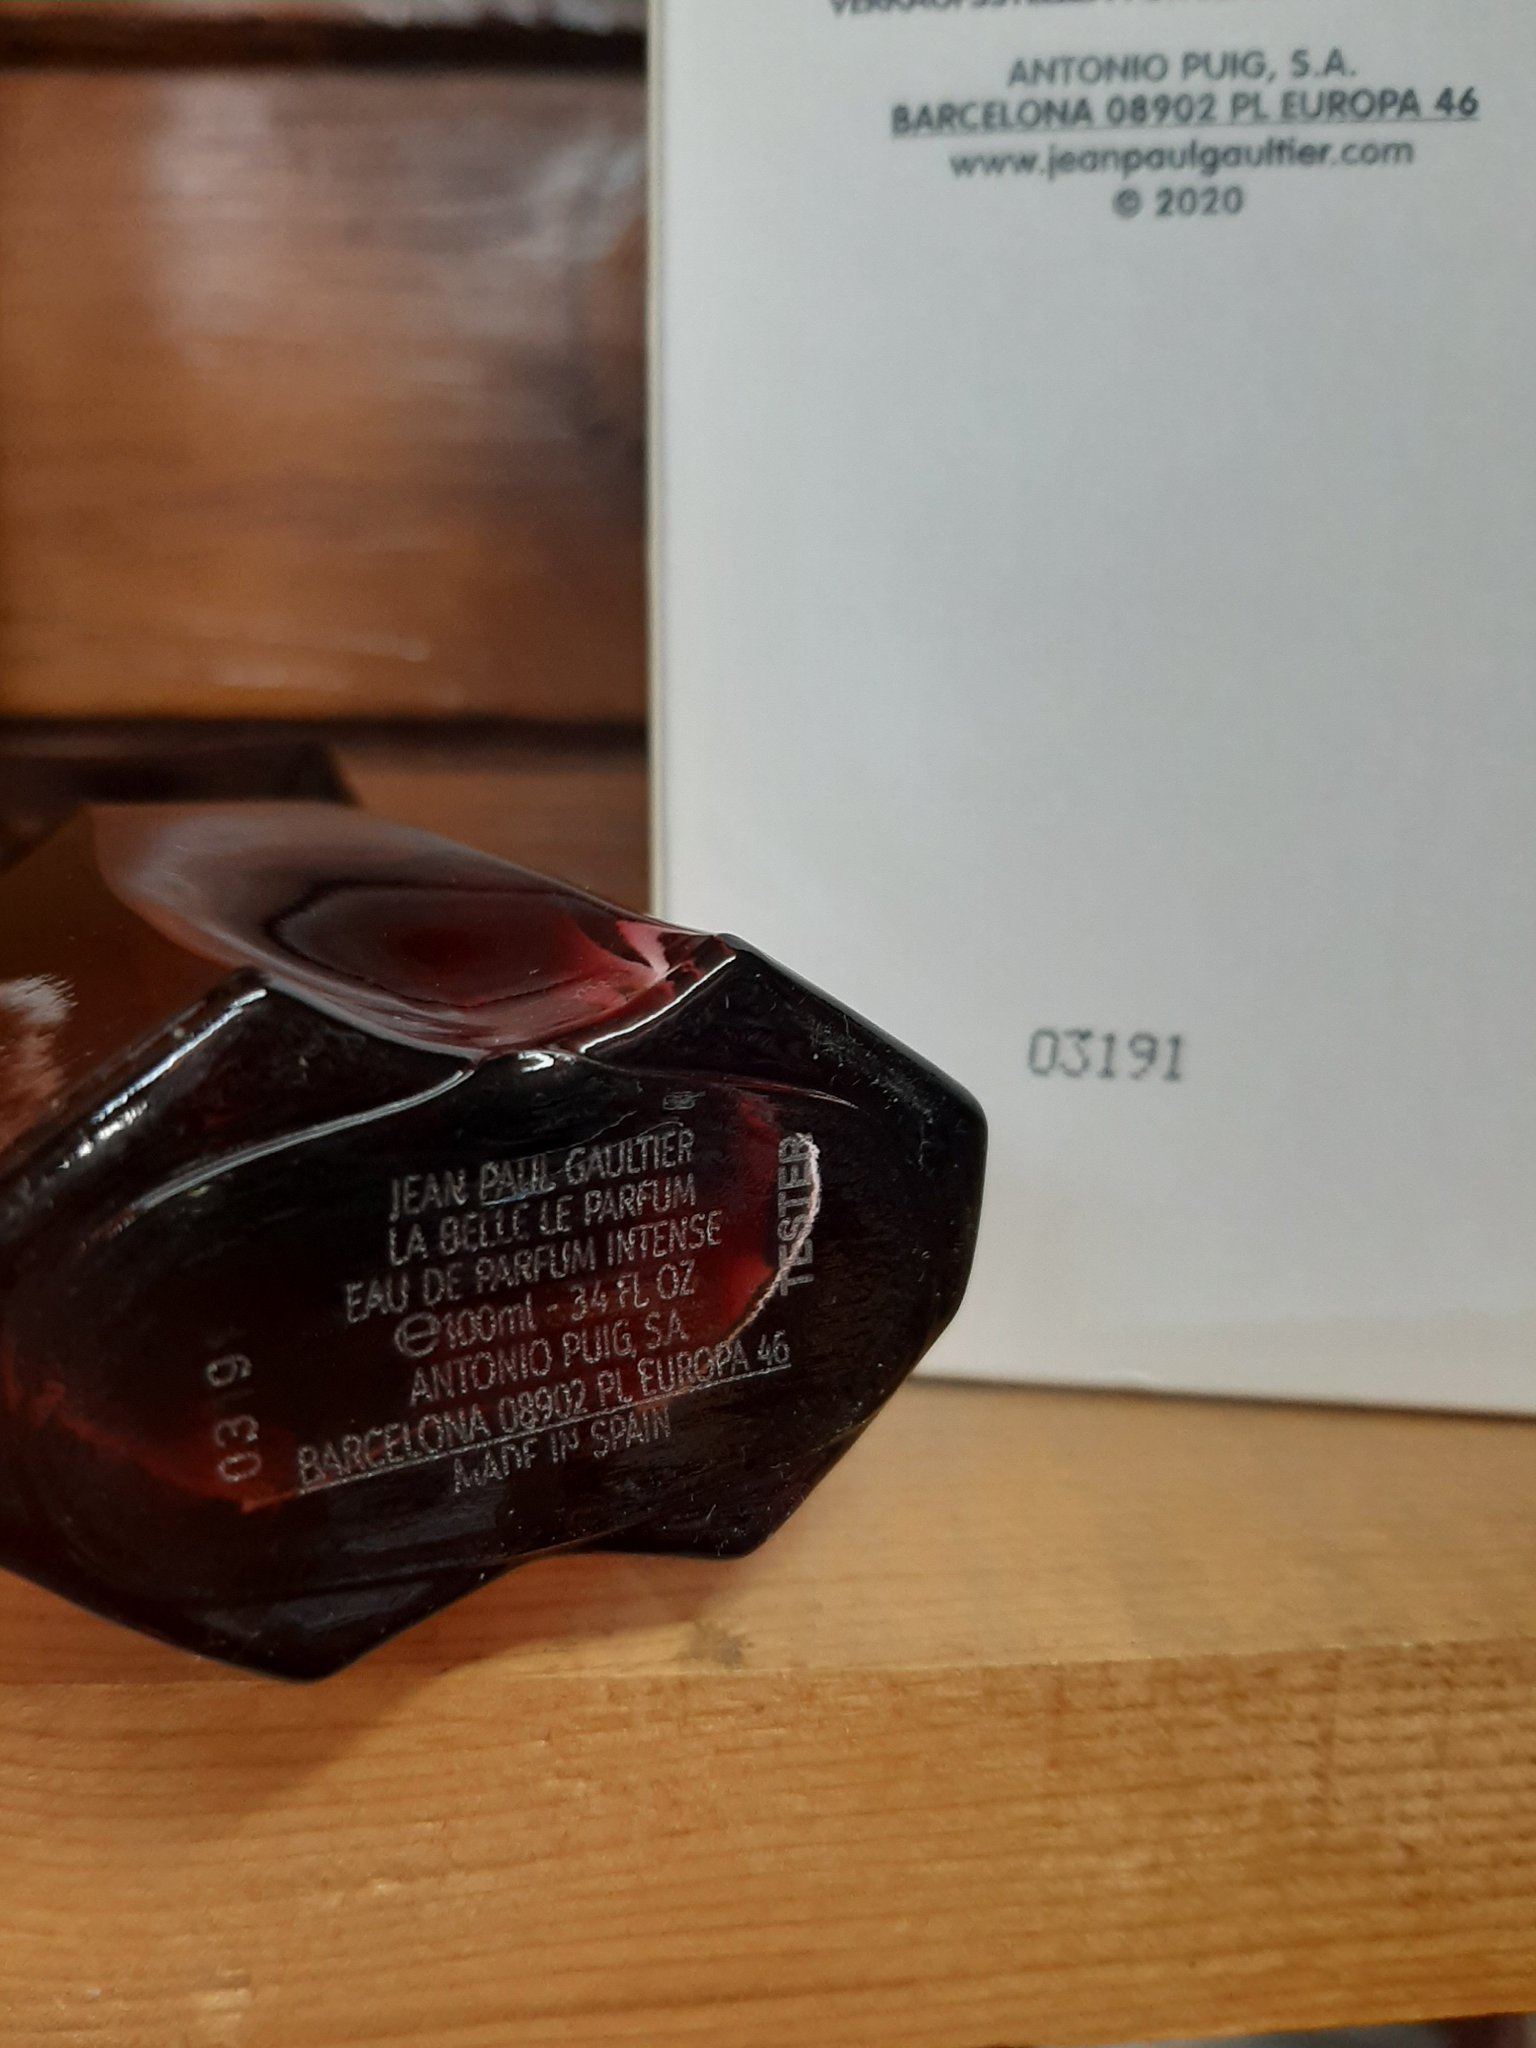 ANTONIO PUIG, S.A.
BARCELONA 08902 PL EUROPA 46
www.jeanpaulgaultier.com
© 2020
03191
JEAN PAUL GAULTIER
LA BELLE LE PARFUM
EAU DE PARFUM INTENSE
℮100ml - 3.4 FL OZ
ANTONIO PUIG, SA
BARCELONA 08902 PL EUROPA 46
MADE IN SPAIN
TESTER
03191